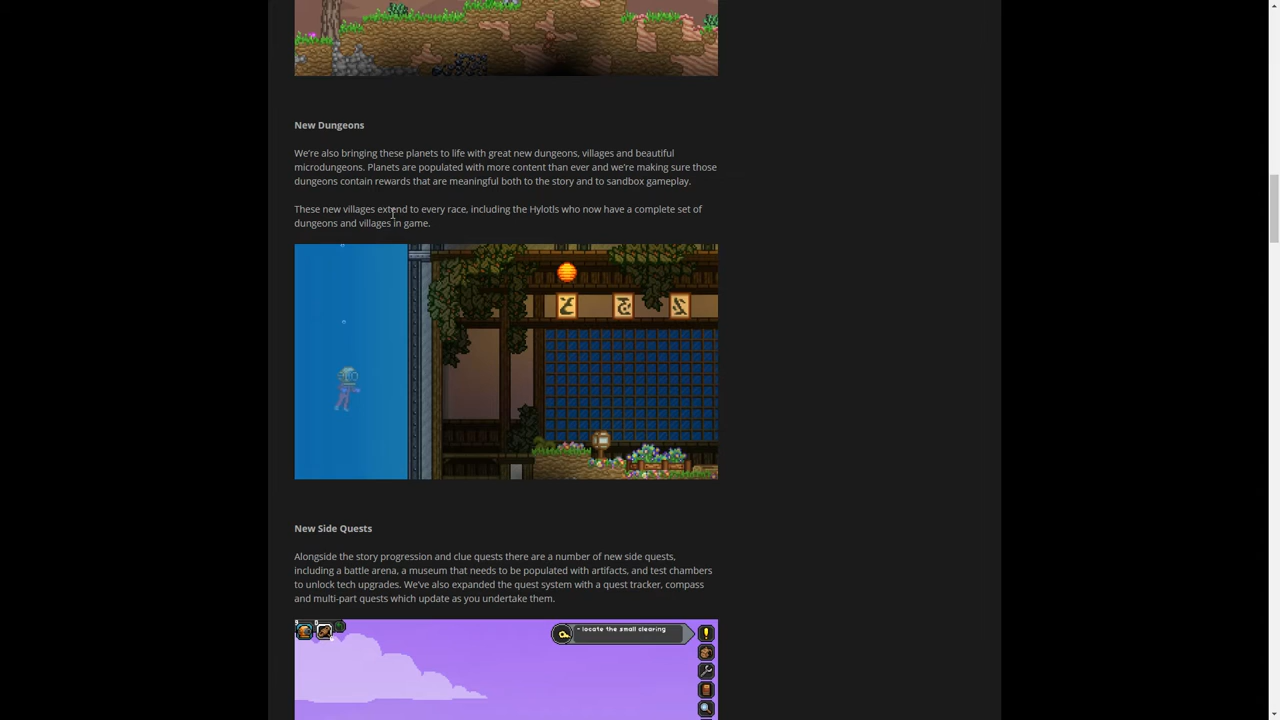 New Dungeons
We're also bringing these planets to life with great new dungeons, villages and beautiful
microdungeons. Planets are populated with more content than ever and we're making sure those
dungeons contain rewards that are meaningful both to the story and to sandbox gameplay.
These new villages extend to every race, including the Hylotls who now have a complete set of
dungeons and villages in game.
New Side Quests
Alongside the story progression and clue quests there are a number of new side quests,
including a battle arena, a museum that needs to be populated with artifacts, and test chambers
to unlock tech upgrades. We've also expanded the quest system with a quest tracker, compass
and multi-part quests which update as you undertake them.
- locate the small clearing